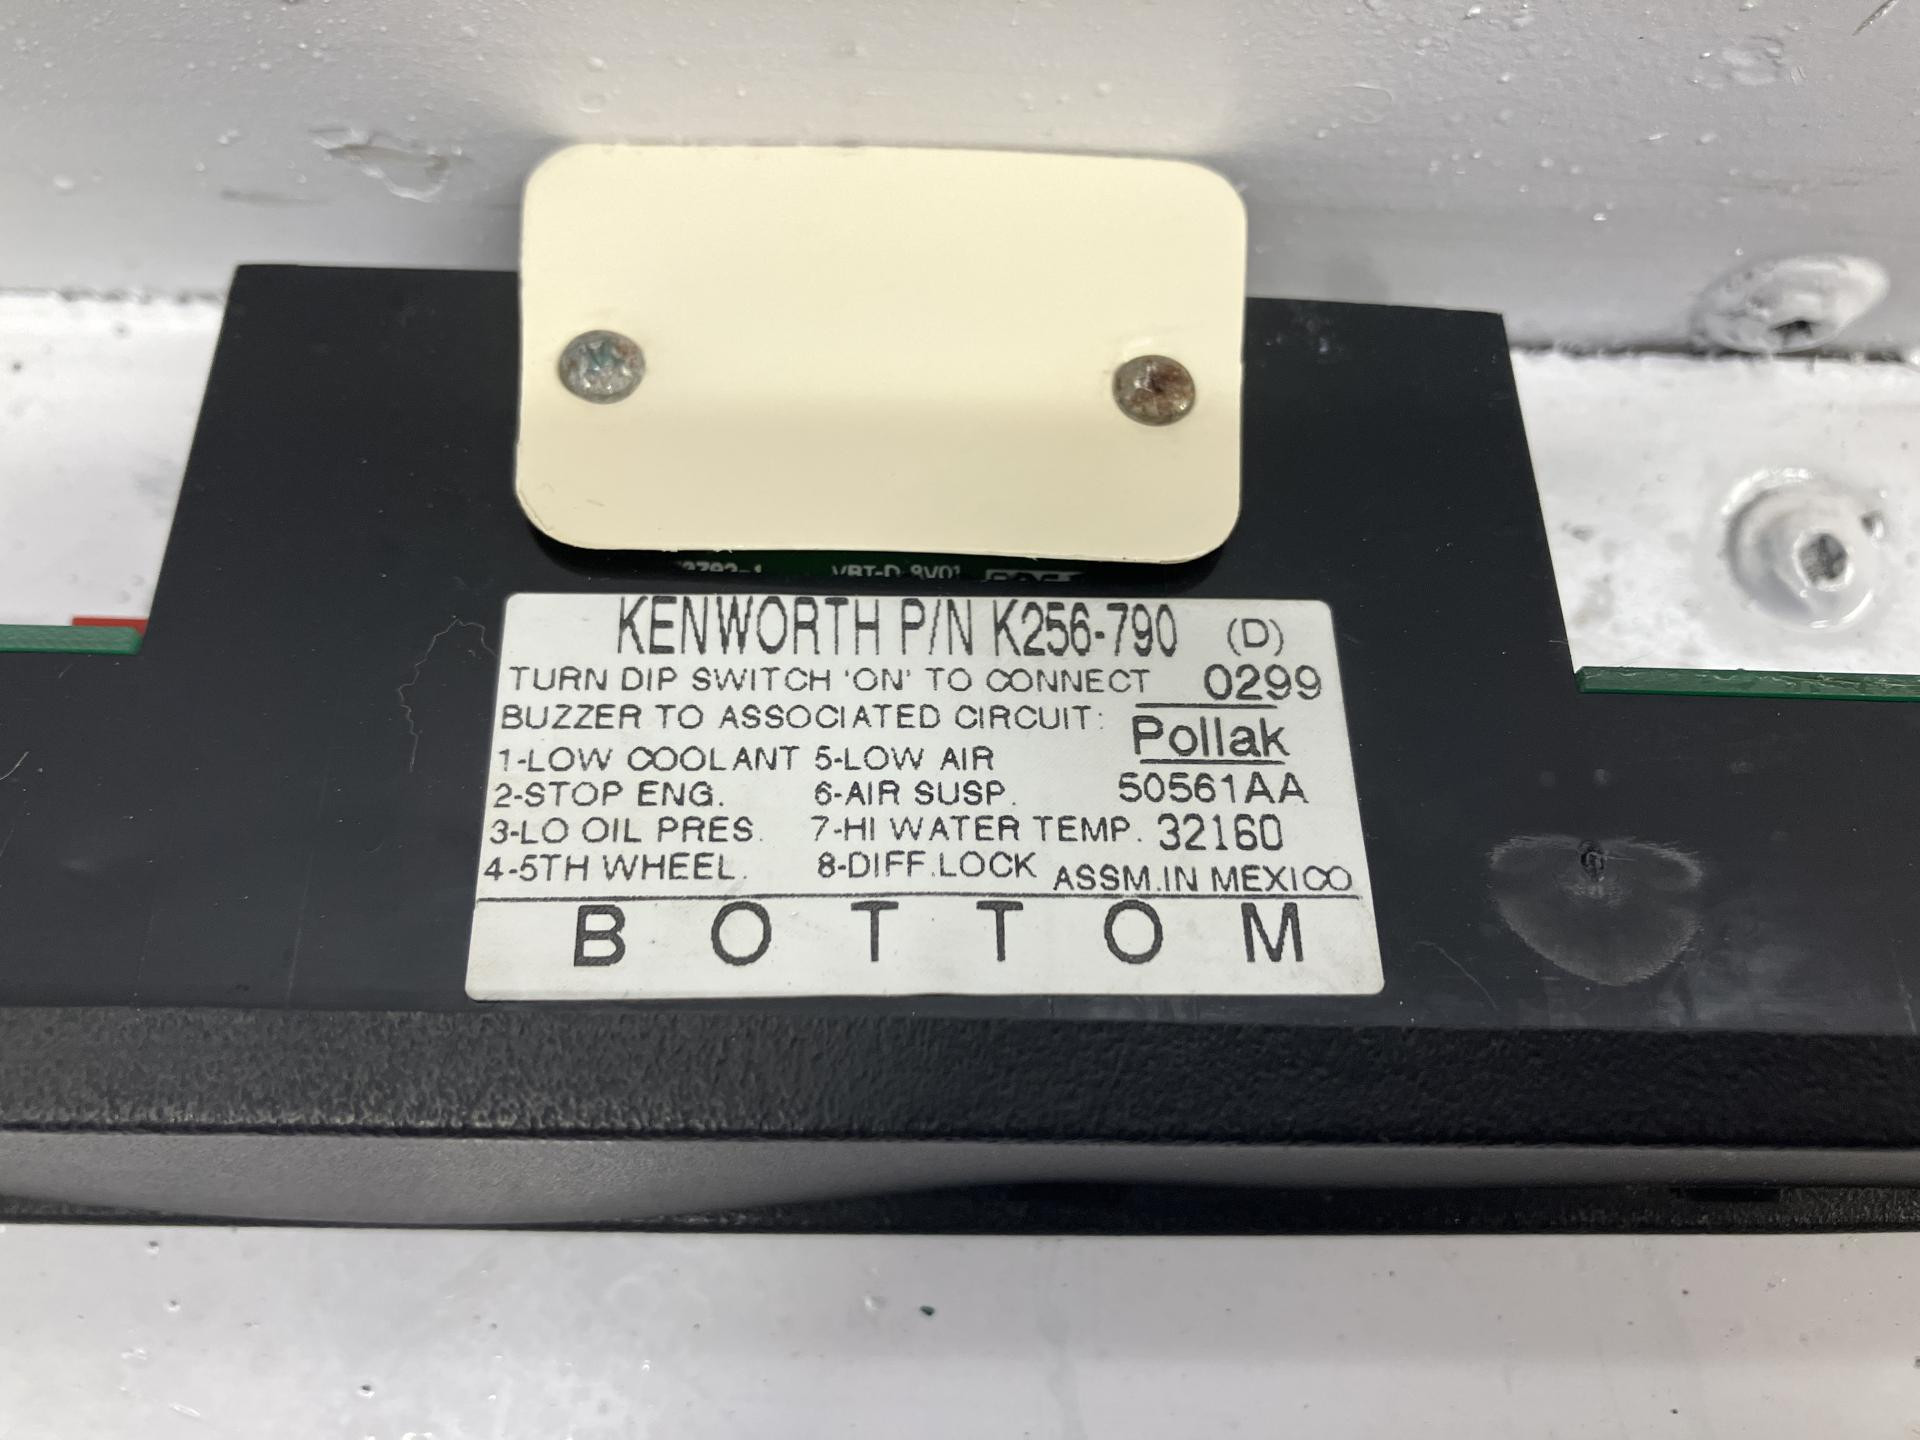 VBT-D 8V01
KENWORTH P/N K256-790 (D)
TURN DIP SWITCH 'ON' TO CONNECT 0299
BUZZER TO ASSOCIATED CIRCUIT: Pollak
1-LOW COOLANT 5-LOW AIR
2-STOP ENG. 6-AIR SUSP. 50561AA
3-LO OIL PRES. 7-HI WATER TEMP. 32160
4-5TH WHEEL. 8-DIFF.LOCK ASSM.IN MEXICO
BOTTOM